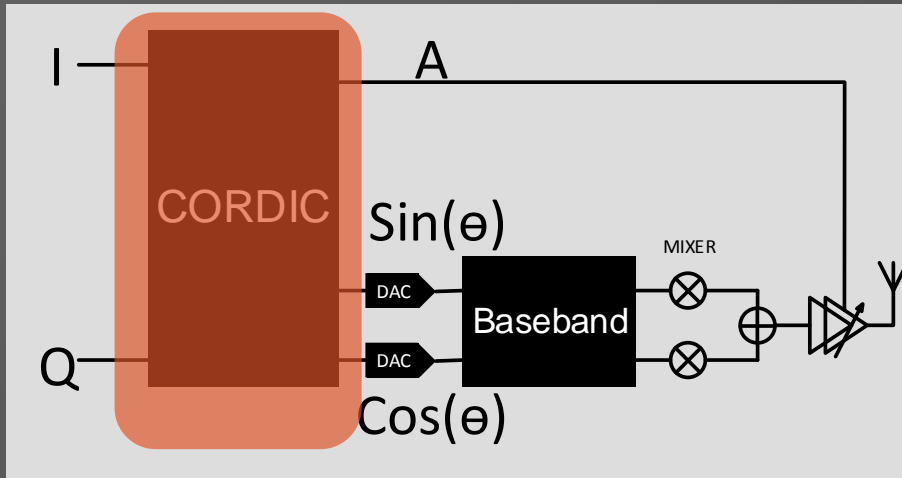 I
A
CORDIC
Sin(ɵ)
MIXER
DAC
Baseband
DAC
Q
Cos(ɵ)